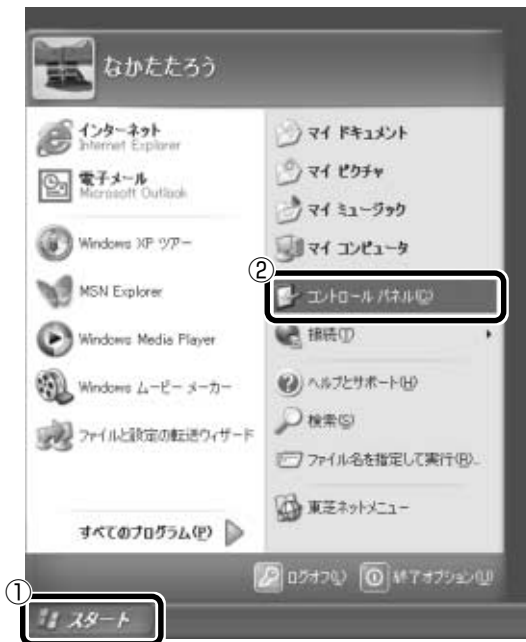 なかたたろう
インターネット
Internet Explorer
電子メール
Microsoft Outlook
Windows XP ツアー
MSN Explorer
Windows Media Player
Windows ムービー メーカー
ファイルと設定の転送ウィザード
すべてのプログラム(P)
マイ ドキュメント
マイ ピクチャ
マイ ミュージック
マイ コンピュータ
②
コントロール パネル(C)
接続(T)
ヘルプとサポート(H)
検索(S)
ファイル名を指定して実行(R)...
東芝ネットメニュー
ログオフ(L)
終了オプション(U)
①
スタート